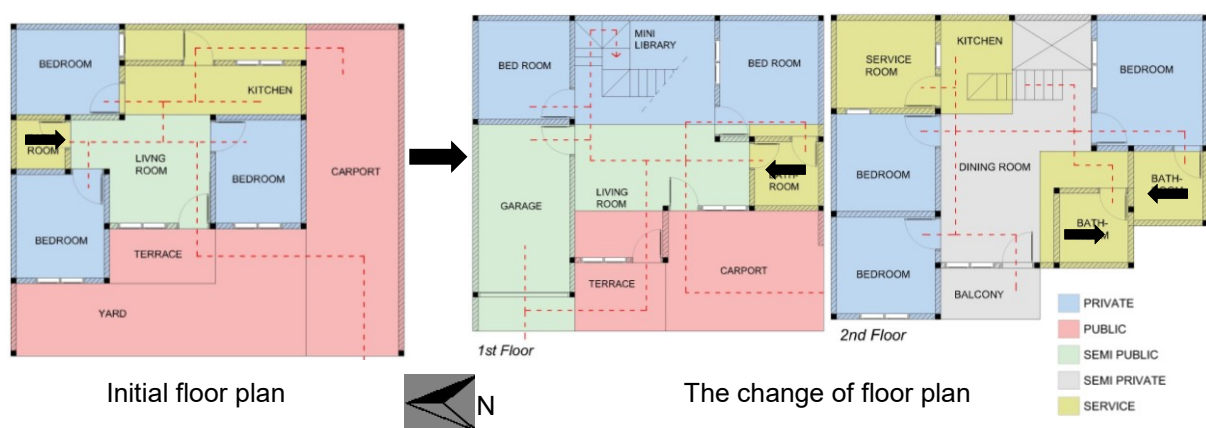 BEDROOM
KITCHEN
ROOM
LIVNG
ROOM
BEDROOM
CARPORT
BEDROOM
TERRACE
YARD
Initial floor plan
N
MINI
LIBRARY
BED ROOM
BED ROOM
LIVING
ROOM
ROOM
GARAGE
TERRACE
CARPORT
1st Floor
KITCHEN
SERVICE
ROOM
BEDROOM
DINING ROOM
BEDROOM
BATH-
BATH-
BEDROOM
BALCONY
2nd Floor
The change of floor plan
PRIVATE
PUBLIC
SEMI PUBLIC
SEMI PRIVATE
SERVICE